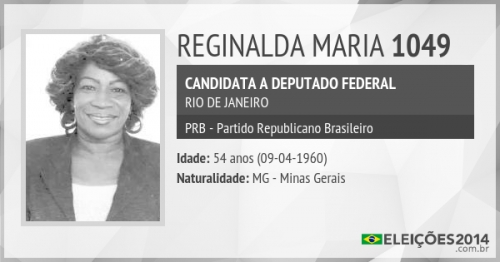 REGINALDA MARIA 1049
CANDIDATA A DEPUTADO FEDERAL
RIO DE JANEIRO
PRB - Partido Republicano Brasileiro
Idade: 54 anos (09-04-1960)
Naturalidade: MG - Minas Gerais
ELEIÇÕES2014
.com.br